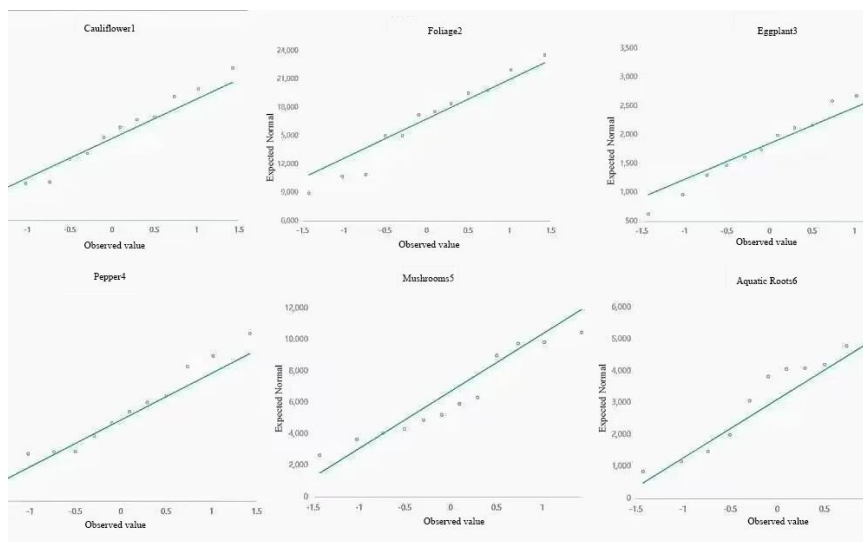 Cauliflower1
-1 -0.5 0 0.5 1 1.5
Observed value
Foliage2
Expected Normal
24,000
21,000
18,000
5,000
12,000
9,000
6,000
-1.5 -1 -0.5 0 0.5 1 1.5
Observed value
Eggplant3
Expected Normal
3,500
3,000
2,500
2,000
1,500
1,000
500
-1.5 -1 -0.5 0 0.5 1
Observed value
Pepper4
-1 -0.5 0 0.5 1 1.5
Observed value
Mushrooms5
Expected Normal
12,000
10,000
8,000
6,000
4,000
2,000
0
-1.5 -1 -0.5 0 0.5 1
Observed value
Aquatic Roots6
Expected Normal
6,000
5,000
4,000
3,000
2,000
1,000
0
-1.5 -1 -0.5 0 0.5
Observed value